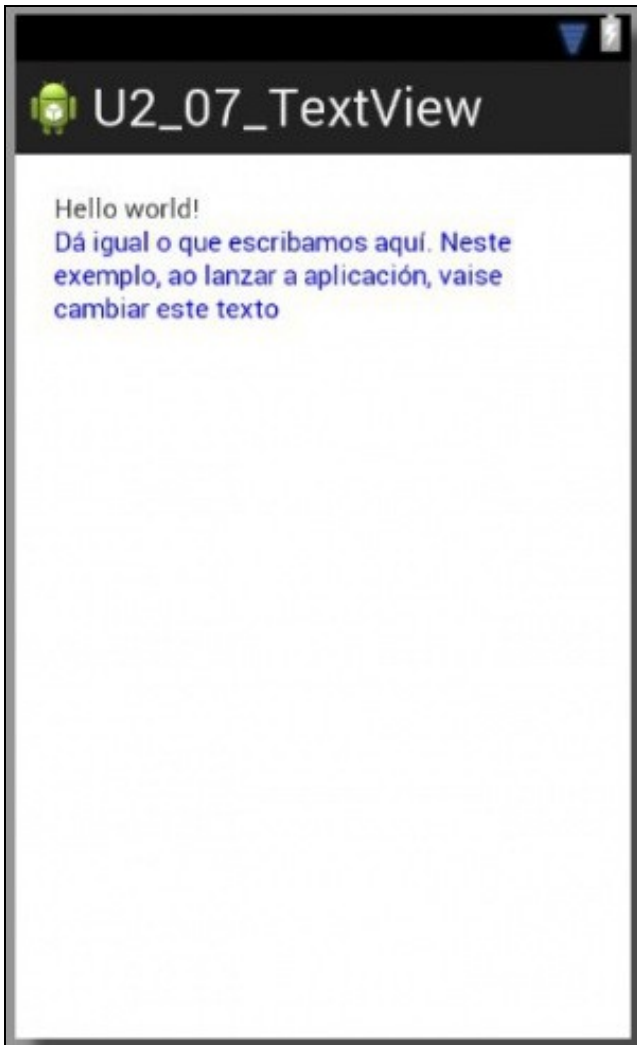 U2_07_TextView
Hello world!
Dá igual o que escribamos aquí. Neste
exemplo, ao lanzar a aplicación, vaise
cambiar este texto